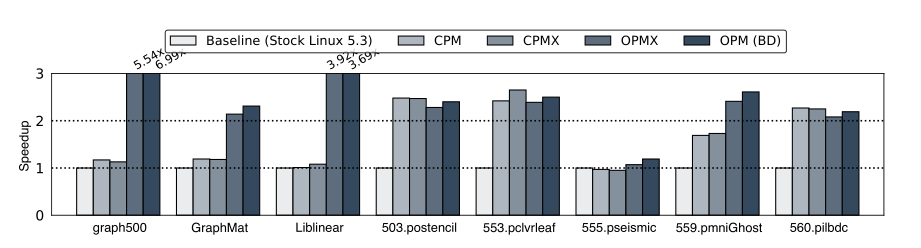 Baseline (Stock Linux 5.3) CPM CPMX OPMX OPM (BD)
5.54x 6.99x 3.92x 3.69x
Speedup
3
2
1
0
graph500 GraphMat Liblinear 503.postencil 553.pclvrleaf 555.pseismic 559.pmniGhost 560.pilbdc